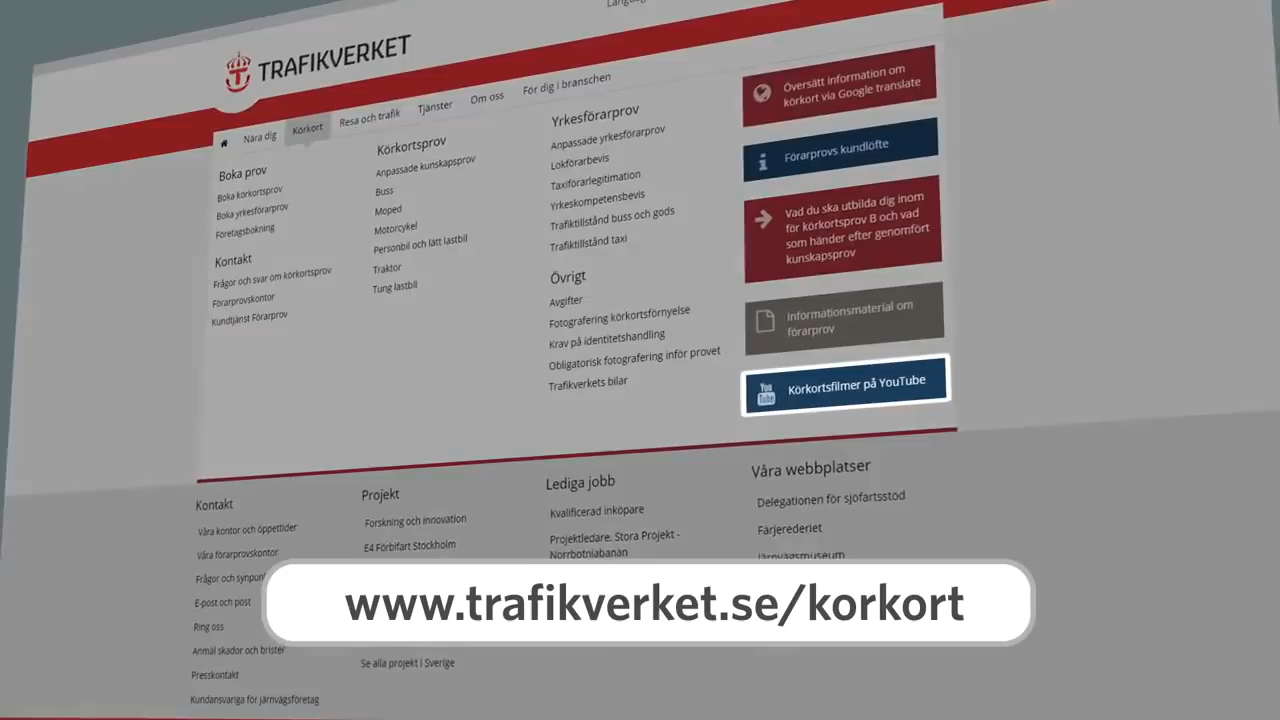 TRAFIKVERKET
Nära dig
Körkort
Resa och trafik
Tjänster
Om oss
För dig i branschen
Boka prov
Boka körkortsprov
Boka yrkesförarprov
Företagsbokning
Kontakt
Frågor och svar om körkortsprov
Förarprovskontor
Kundtjänst Förarprov
Körkortsprov
Anpassade kunskapsprov
Buss
Moped
Motorcykel
Personbil och lätt lastbil
Traktor
Tung lastbil
Yrkesförarprov
Anpassade yrkesförarprov
Lokförarbevis
Taxiförarlegitimation
Yrkeskompetensbevis
Trafiktillstånd buss och gods
Trafiktillstånd taxi
Övrigt
Avgifter
Fotografering körkortsförnyelse
Krav på identitetshandling
Obligatorisk fotografering inför provet
Trafikverkets bilar
Översätt information om
körkort via Google translate
Förarprovs kundlöfte
Vad du ska utbilda dig inom
för körkortsprov B och vad
som händer efter genomfört
kunskapsprov
Informationsmaterial om
förarprov
You
Tube
Körkortsfilmer på YouTube
Kontakt
Våra kontor och öppettider
Våra förarprovskontor
Frågor och
E-post och post
Ring oss
Anmäl skador och brister
Presskontakt
Kundansvariga för järnvägsföretag
Projekt
Forskning och innovation
E4 Förbifart Stockholm
Se alla projekt i Sverige
Lediga jobb
Kvalificerad inköpare
Projektledare, Stora Projekt -
Norrbotniabanan
Våra webbplatser
Delegationen för sjöfartsstöd
Färjerederiet
Järnvägsmuseum
www.trafikverket.se/korkort